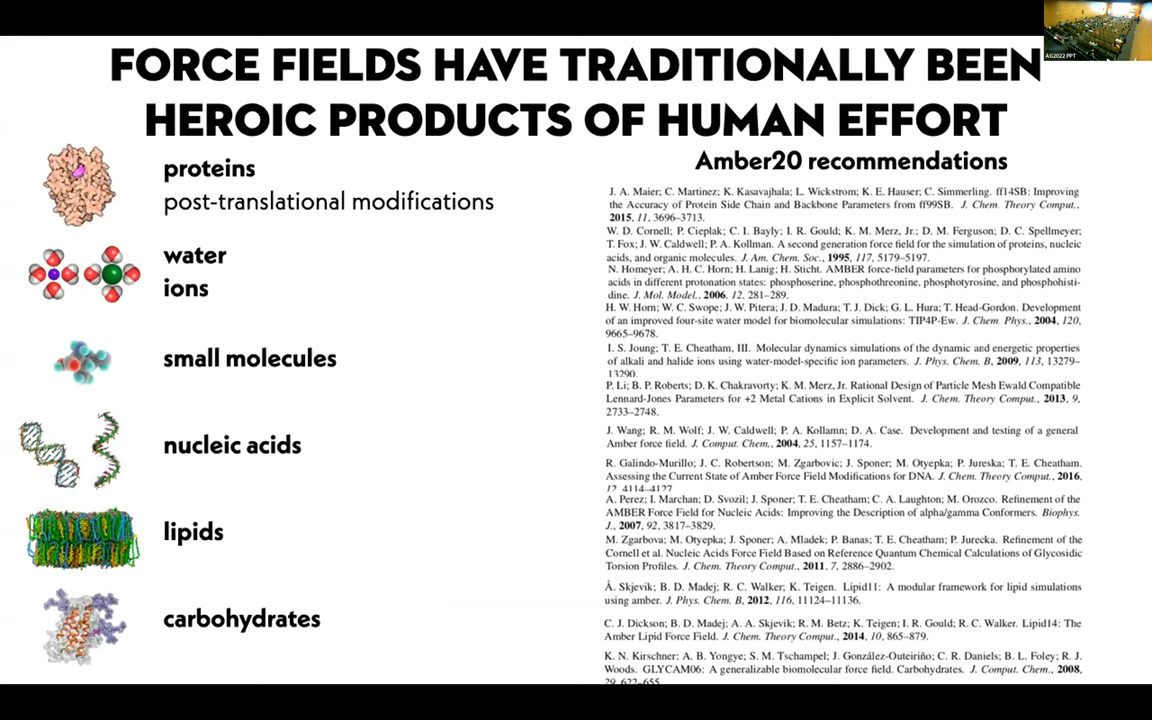 FORCE FIELDS HAVE TRADITIONALLY BEEN
HEROIC PRODUCTS OF HUMAN EFFORT
AG2022 PPT
proteins
post-translational modifications
water
ions
small molecules
nucleic acids
lipids
carbohydrates
Amber20 recommendations
J. A. Maier; C. Martinez; K. Kasavajhala; L. Wickstrom; K. E. Hauser; C. Simmerling. ff14SB: Improving
the Accuracy of Protein Side Chain and Backbone Parameters from ff99SB. J. Chem. Theory Comput.,
2015, 11, 3696–3713.
W. D. Cornell; P. Cieplak; C. I. Bayly; I. R. Gould; K. M. Merz, Jr.; D. M. Ferguson; D. C. Spellmeyer;
T. Fox; J. W. Caldwell; P. A. Kollman. A second generation force field for the simulation of proteins, nucleic
acids, and organic molecules. J. Am. Chem. Soc., 1995, 117, 5179–5197.
N. Homeyer; A. H. C. Horn; H. Lanig; H. Sticht. AMBER force-field parameters for phosphorylated amino
acids in different protonation states: phosphoserine, phosphothreonine, phosphotyrosine, and phosphohisti-
dine. J. Mol. Model., 2006, 12, 281–289.
H. W. Horn; W. C. Swope; J. W. Pitera; J. D. Madura; T. J. Dick; G. L. Hura; T. Head-Gordon. Development
of an improved four-site water model for biomolecular simulations: TIP4P-Ew. J. Chem. Phys., 2004, 120,
9665–9678.
I. S. Joung; T. E. Cheatham, III. Molecular dynamics simulations of the dynamic and energetic properties
of alkali and halide ions using water-model-specific ion parameters. J. Phys. Chem. B, 2009, 113, 13279–
13290.
P. Li; B. P. Roberts; D. K. Chakravorty; K. M. Merz, Jr. Rational Design of Particle Mesh Ewald Compatible
Lennard-Jones Parameters for +2 Metal Cations in Explicit Solvent. J. Chem. Theory Comput., 2013, 9,
2733–2748.
J. Wang; R. M. Wolf; J. W. Caldwell; P. A. Kollamn; D. A. Case. Development and testing of a general
Amber force field. J. Comput. Chem., 2004, 25, 1157–1174.
R. Galindo-Murillo; J. C. Robertson; M. Zgarbovic; J. Sponer; M. Otyepka; P. Jureska; T. E. Cheatham.
Assessing the Current State of Amber Force Field Modifications for DNA. J. Chem. Theory Comput., 2016,
12, 4114–4127.
A. Perez; I. Marchan; D. Svozil; J. Sponer; T. E. Cheatham; C. A. Laughton; M. Orozco. Refinement of the
AMBER Force Field for Nucleic Acids: Improving the Description of alpha/gamma Conformers. Biophys.
J., 2007, 92, 3817–3829.
M. Zgarbova; M. Otyepka; J. Sponer; A. Mladek; P. Banas; T. E. Cheatham; P. Jurecka. Refinement of the
Cornell et al. Nucleic Acids Force Field Based on Reference Quantum Chemical Calculations of Glycosidic
Torsion Profiles. J. Chem. Theory Comput., 2011, 7, 2886–2902.
Å. Skjevik; B. D. Madej; R. C. Walker; K. Teigen. Lipid11: A modular framework for lipid simulations
using amber. J. Phys. Chem. B, 2012, 116, 11124–11136.
C. J. Dickson; B. D. Madej; A. A. Skjevik; R. M. Betz; K. Teigen; I. R. Gould; R. C. Walker. Lipid14: The
Amber Lipid Force Field. J. Chem. Theory Comput., 2014, 10, 865–879.
K. N. Kirschner; A. B. Yongye; S. M. Tschampel; J. González-Outeiriño; C. R. Daniels; B. L. Foley; R. J.
Woods. GLYCAM06: A generalizable biomolecular force field. Carbohydrates. J. Comput. Chem., 2008,
29, 622–655.